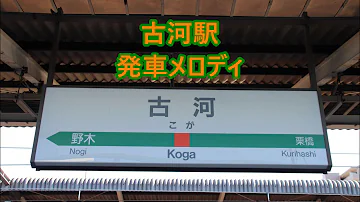 古河駅
発車メロディ
古河
こが
Koga
野木
Nogi
栗橋
Kurihashi